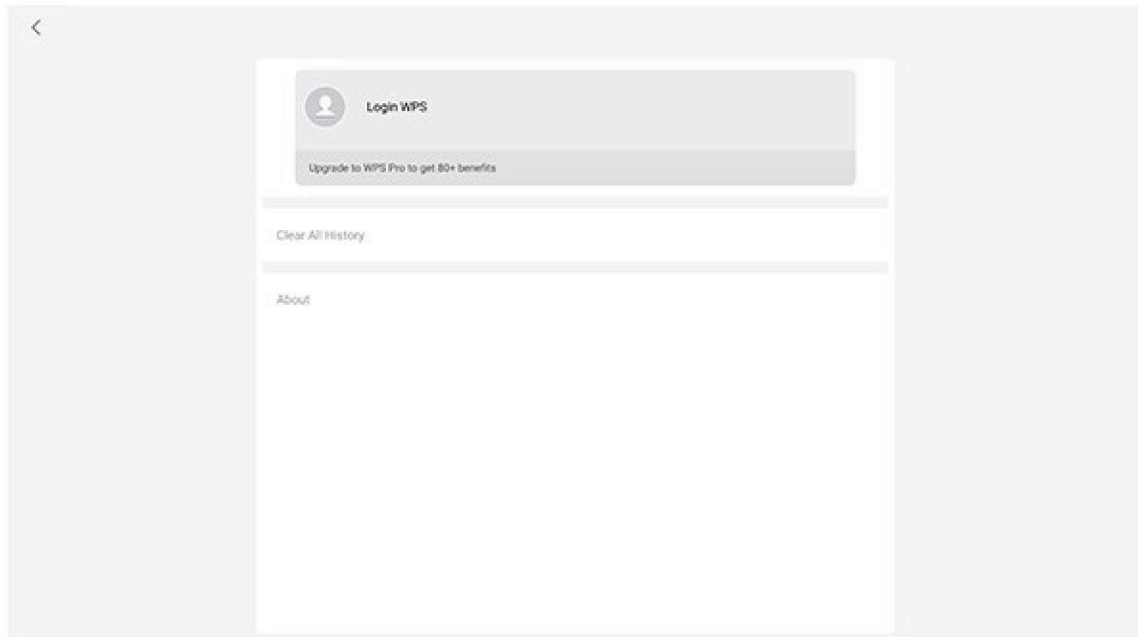 Login WPS
Upgrade to WPS Pro to get 80+ benefits
Clear All History
About